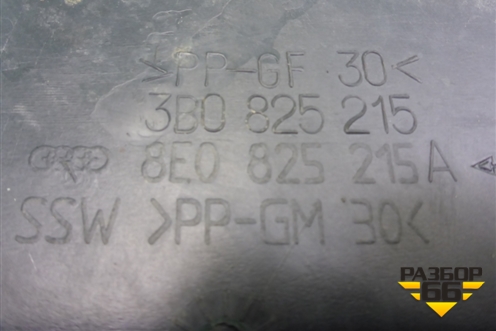 >PP-GF 30<
3B0 825 215
8E0 825 215A
SSW >PP-GM 30<
РАЗБОР
66